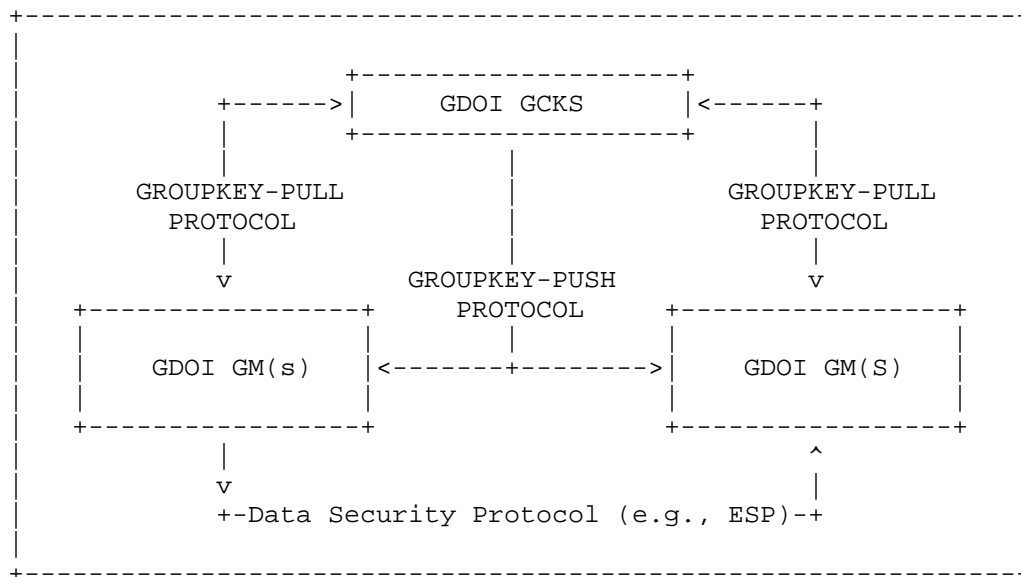 GDOI GCKS
GROUPKEY-PULL GROUPKEY-PULL
PROTOCOL PROTOCOL
GROUPKEY-PUSH
PROTOCOL
GDOI GM(s) GDOI GM(S)
Data Security Protocol (e.g., ESP)